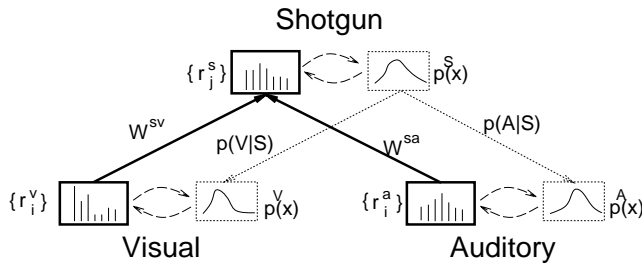 Shotgun
{ r_j^s } p(x)^S
W^sv p(V|S) W^sa p(A|S)
{ r_i^v } p(x)^V { r_i^a } p(x)^A
Visual Auditory